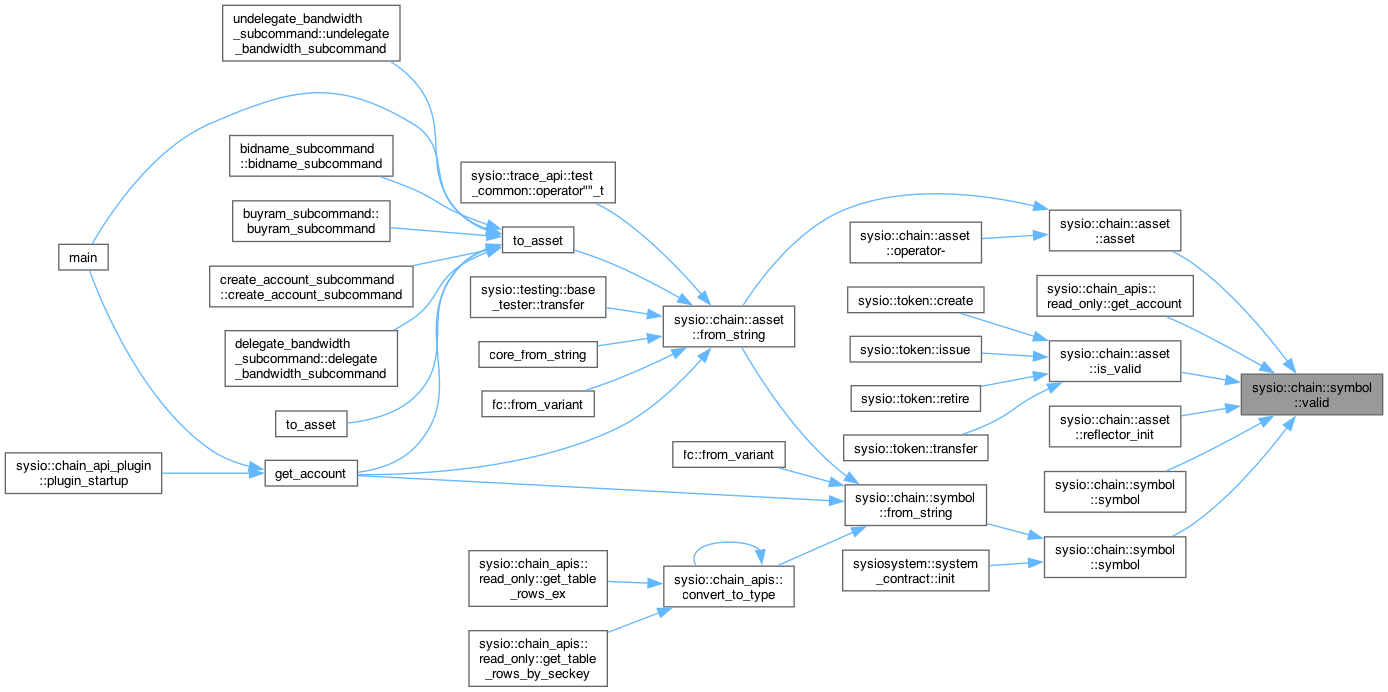 undelegate_bandwidth
_subcommand::undelegate
_bandwidth_subcommand
bidname_subcommand
::bidname_subcommand
buyram_subcommand::
buyram_subcommand
main
create_account_subcommand
::create_account_subcommand
delegate_bandwidth
_subcommand::delegate
_bandwidth_subcommand
to_asset
sysio::chain_api_plugin
::plugin_startup
get_account
sysio::trace_api::test
_common::operator""_t
to_asset
sysio::testing::base
_tester::transfer
core_from_string
fc::from_variant
sysio::chain_apis::
read_only::get_table
_rows_ex
sysio::chain_apis::
read_only::get_table
_rows_by_seckey
sysio::chain::asset
::from_string
fc::from_variant
sysio::chain_apis::
convert_to_type
sysio::chain::asset
::operator-
sysio::token::create
sysio::token::issue
sysio::token::retire
sysio::token::transfer
sysio::chain::symbol
::from_string
sysiosystem::system
_contract::init
sysio::chain::asset
::asset
sysio::chain_apis::
read_only::get_account
sysio::chain::asset
::is_valid
sysio::chain::asset
::reflector_init
sysio::chain::symbol
::symbol
sysio::chain::symbol
::symbol
sysio::chain::symbol
::valid